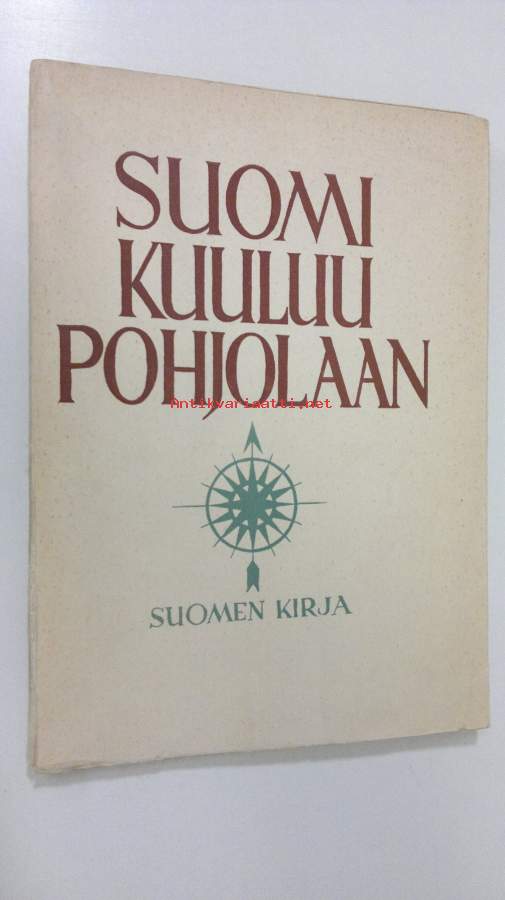 SUOMI
KUULUU
POHJOLAAN
Antikvariaatti.net
SUOMEN KIRJA